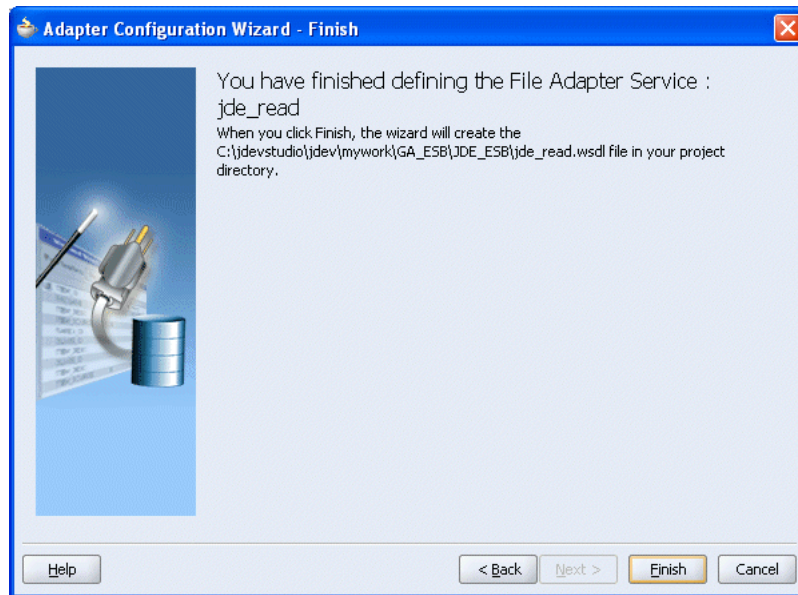 Adapter Configuration Wizard - Finish
You have finished defining the File Adapter Service :
jde_read
When you click Finish, the wizard will create the
C:\jdevstudio\jdev\mywork\GA_ESB\JDE_ESB\jde_read.wsdl file in your project
directory.
Help
< Back
Next >
Finish
Cancel